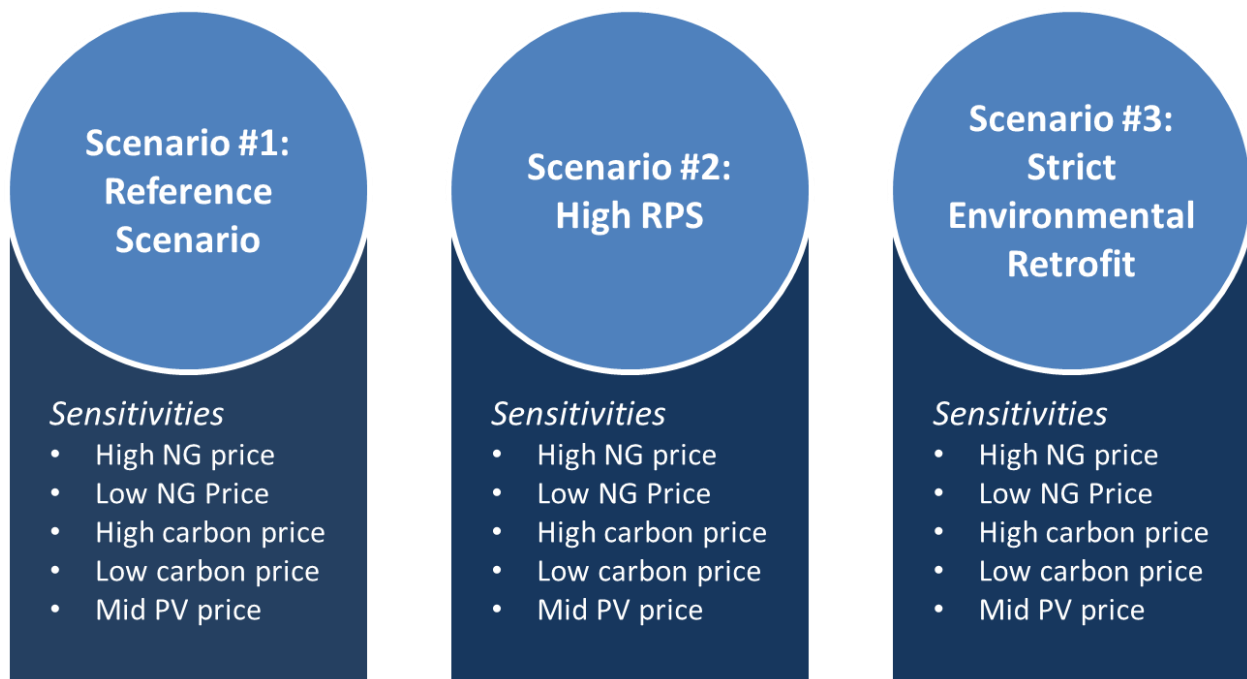 Scenario #1:
Reference
Scenario
Sensitivities
• High NG price
• Low NG Price
• High carbon price
• Low carbon price
• Mid PV price
Scenario #2:
High RPS
Sensitivities
• High NG price
• Low NG Price
• High carbon price
• Low carbon price
• Mid PV price
Scenario #3:
Strict
Environmental
Retrofit
Sensitivities
• High NG price
• Low NG Price
• High carbon price
• Low carbon price
• Mid PV price